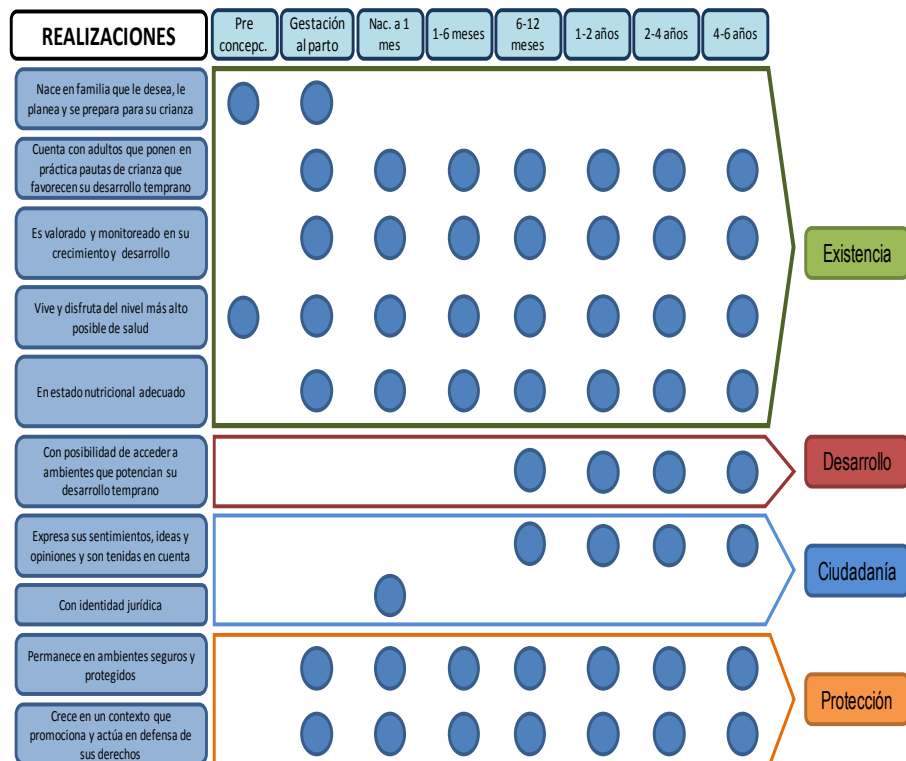 REALIZACIONES
Pre
concepc.
Gestación
al parto
Nac. a 1
mes
1-6 meses
6-12
meses
1-2 años
2-4 años
4-6 años
Nace en familia que le desea, le
planea y se prepara para su crianza
Cuenta con adultos que ponen en
práctica pautas de crianza que
favorecen su desarrollo temprano
Es valorado y monitoreado en su
crecimiento y desarrollo
Vive y disfruta del nivel más alto
posible de salud
En estado nutricional adecuado
Existencia
Con posibilidad de acceder a
ambientes que potencian su
desarrollo temprano
Desarrollo
Expresa sus sentimientos, ideas y
opiniones y son tenidas en cuenta
Con identidad jurídica
Ciudadanía
Permanece en ambientes seguros y
protegidos
Crece en un contexto que
promociona y actúa en defensa de
sus derechos
Protección